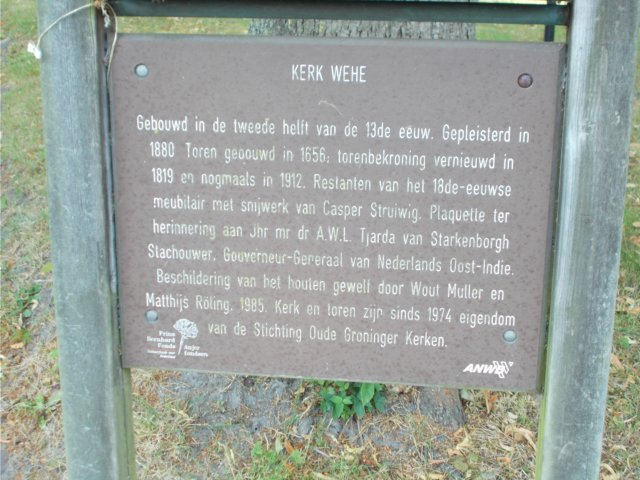 KERK WEHE
Gebouwd in de tweede helft van de 13de eeuw. Gepleisterd in
1880 Toren gebouwd in 1656; torenbekroning vernieuwd in
1819 en nogmaals in 1912. Restanten van het 18de-eeuwse
meubilair met snijwerk van Casper Struiwig. Plaquette ter
herinnering aan Jhr mr dr A.W.L. Tjarda van Starkenborgh
Stachouwer, Gouverneur-Generaal van Nederlands Oost-Indie.
Beschildering van het houten gewelf door Wout Muller en
Matthijs Röling, 1985. Kerk en toren zijn sinds 1974 eigendom
van de Stichting Oude Groninger Kerken.
Prins
Bernhard
Fonds
Anjer
fondsen
ANWB